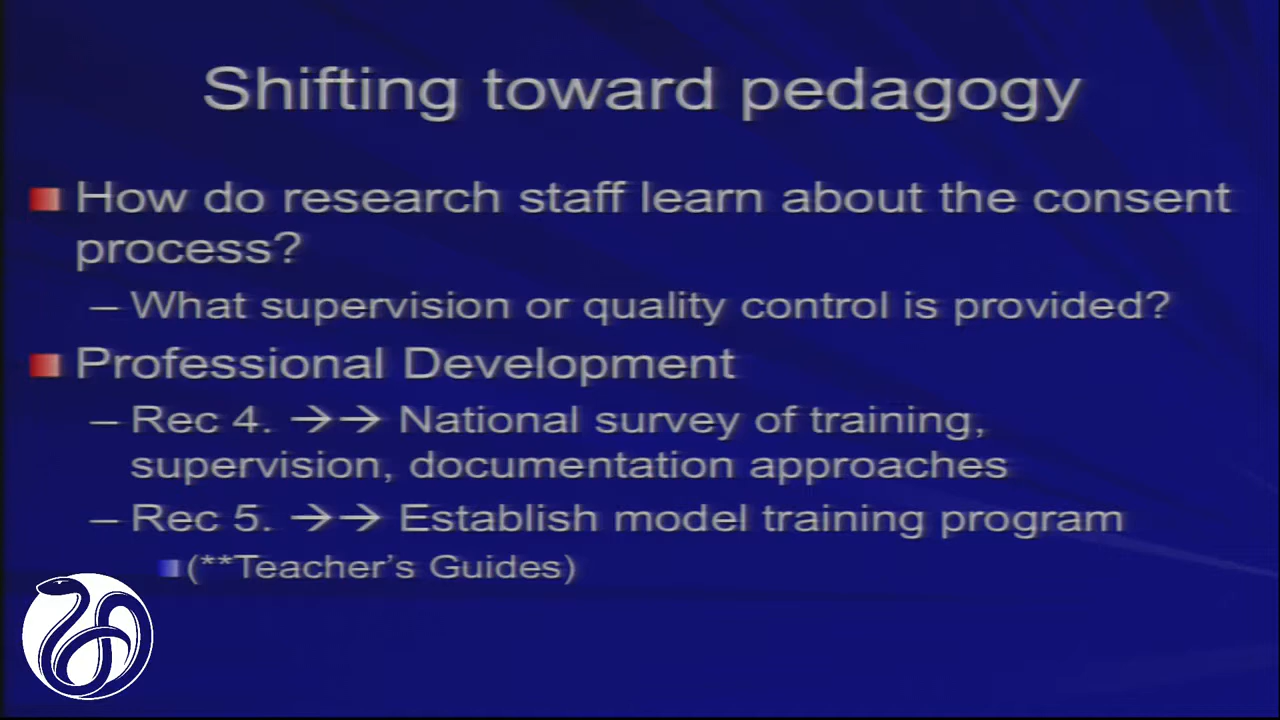 Shifting toward pedagogy
How do research staff learn about the consent
process?
– What supervision or quality control is provided?
Professional Development
– Rec 4. →→ National survey of training,
supervision, documentation approaches
– Rec 5. →→ Establish model training program
(**Teacher's Guides)